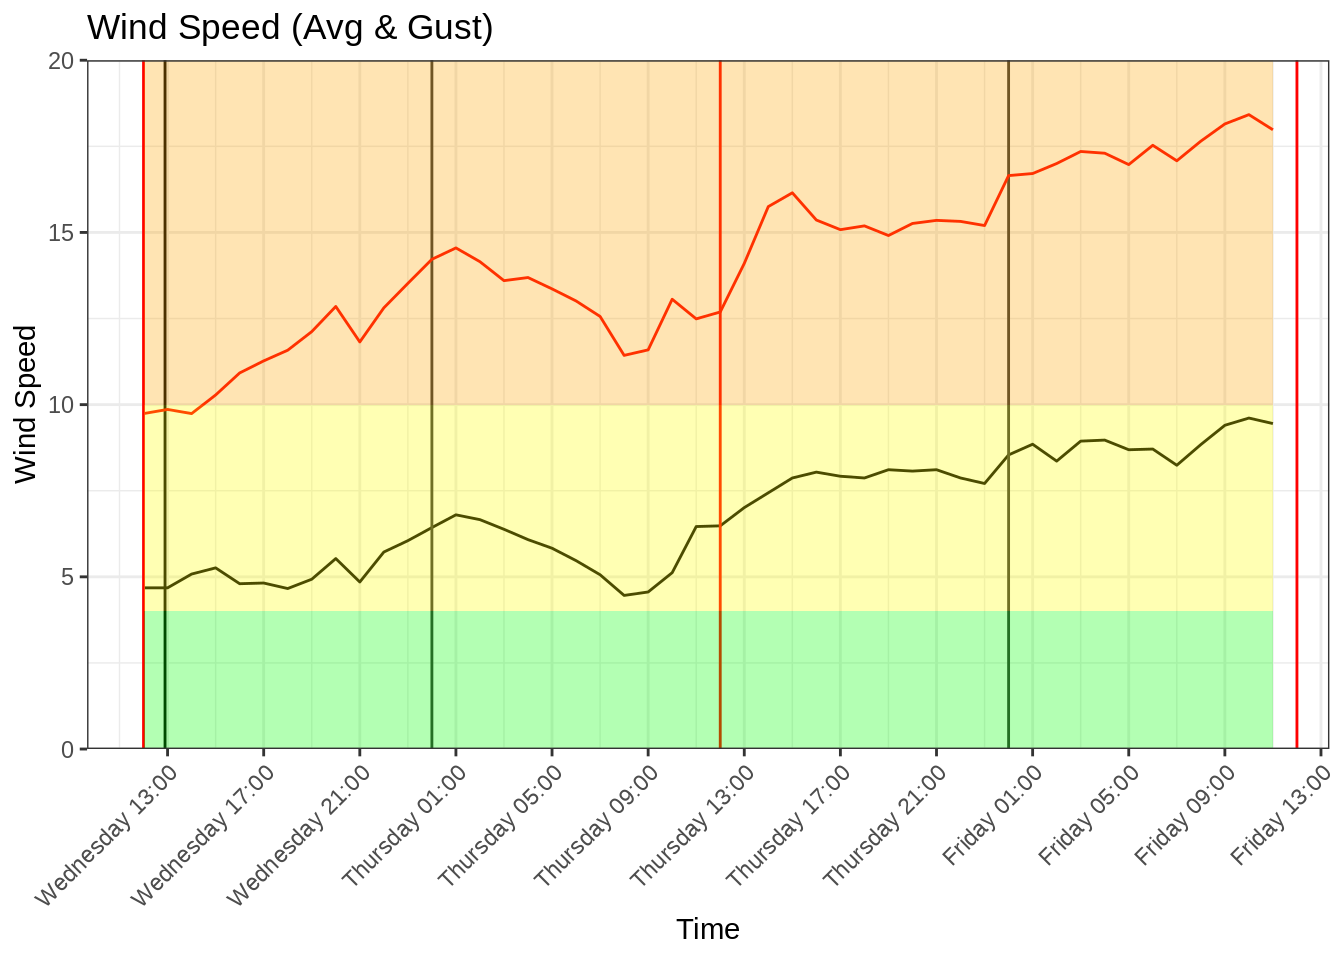 Wind Speed (Avg & Gust)
20
15
10
5
0
Wind Speed
Wednesday 13:00
Wednesday 17:00
Wednesday 21:00
Thursday 01:00
Thursday 05:00
Thursday 09:00
Thursday 13:00
Thursday 17:00
Thursday 21:00
Friday 01:00
Friday 05:00
Friday 09:00
Friday 13:00
Time